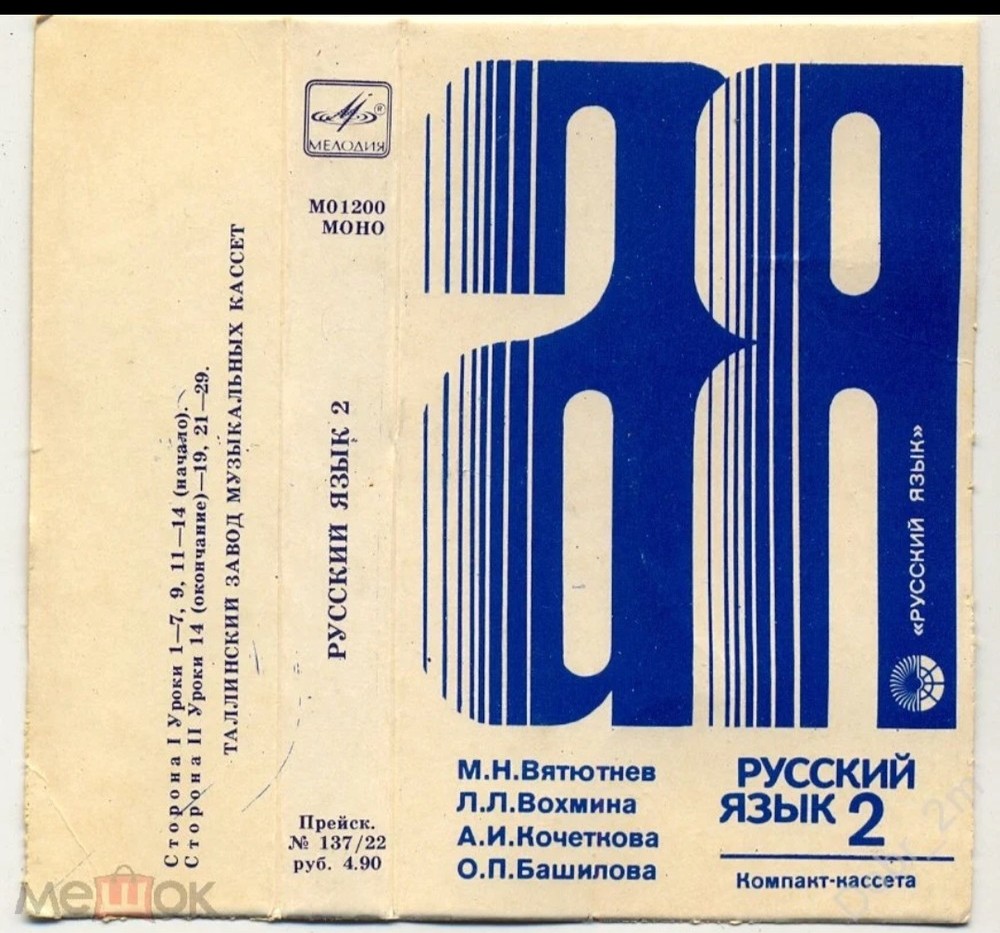 Сторона I Уроки 1—7, 9, 11—14 (начало).
Сторона II Уроки 14 (окончание)—19, 21—29.
ТАЛЛИНСКИЙ ЗАВОД МУЗЫКАЛЬНЫХ КАССЕТ
МЕЛОДИЯ
®
МО1200
МОНО
РУССКИЙ ЯЗЫК 2
Прейск.
№ 137/22
руб. 4.90
«РУССКИЙ ЯЗЫК»
М.Н.Вятютнев
Л.Л.Вохмина
А.И.Кочеткова
О.П.Башилова
РУССКИЙ
ЯЗЫК 2
Компакт-кассета
мешок